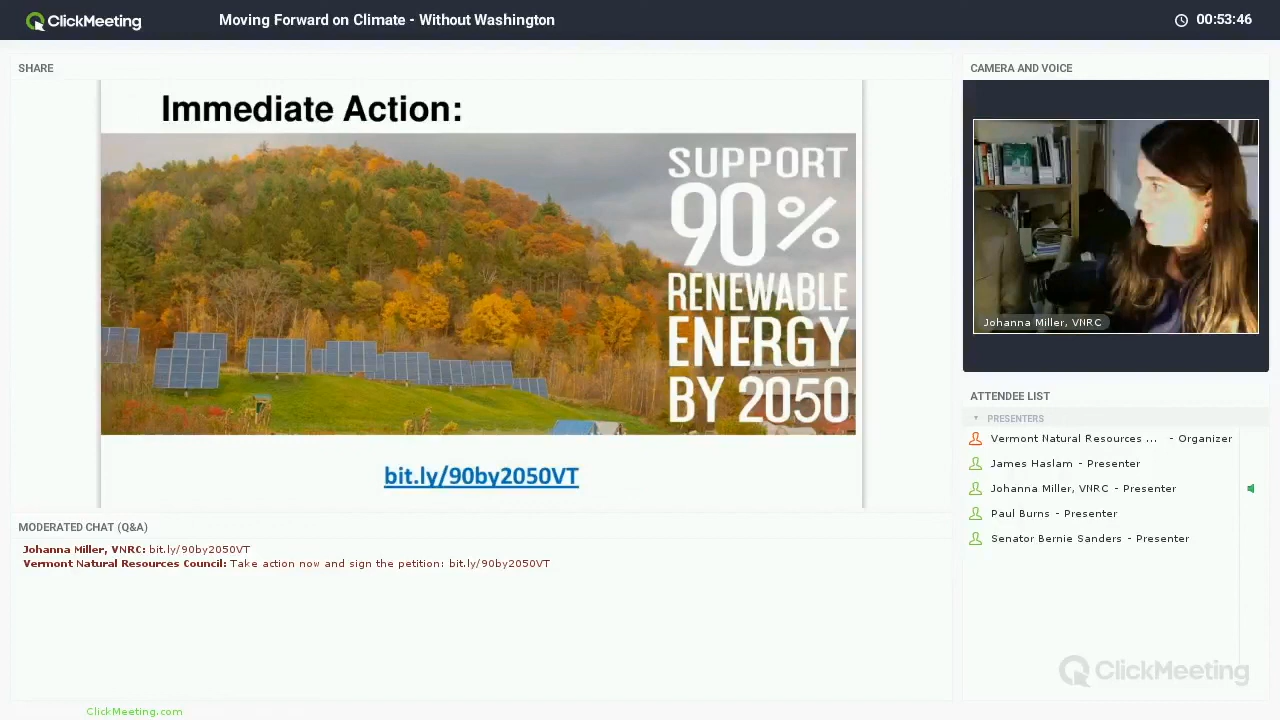 ClickMeeting
Moving Forward on Climate - Without Washington
00:53:46
SHARE
Immediate Action:
SUPPORT
90%
RENEWABLE
ENERGY
BY 2050
bit.ly/90by2050VT
CAMERA AND VOICE
Johanna Miller, VNRC
ATTENDEE LIST
PRESENTERS
Vermont Natural Resources ... - Organizer
James Haslam - Presenter
Johanna Miller, VNRC - Presenter
Paul Burns - Presenter
Senator Bernie Sanders - Presenter
MODERATED CHAT (Q&A)
Johanna Miller, VNRC: bit.ly/90by2050VT
Vermont Natural Resources Council: Take action now and sign the petition: bit.ly/90by2050VT
ClickMeeting
ClickMeeting.com